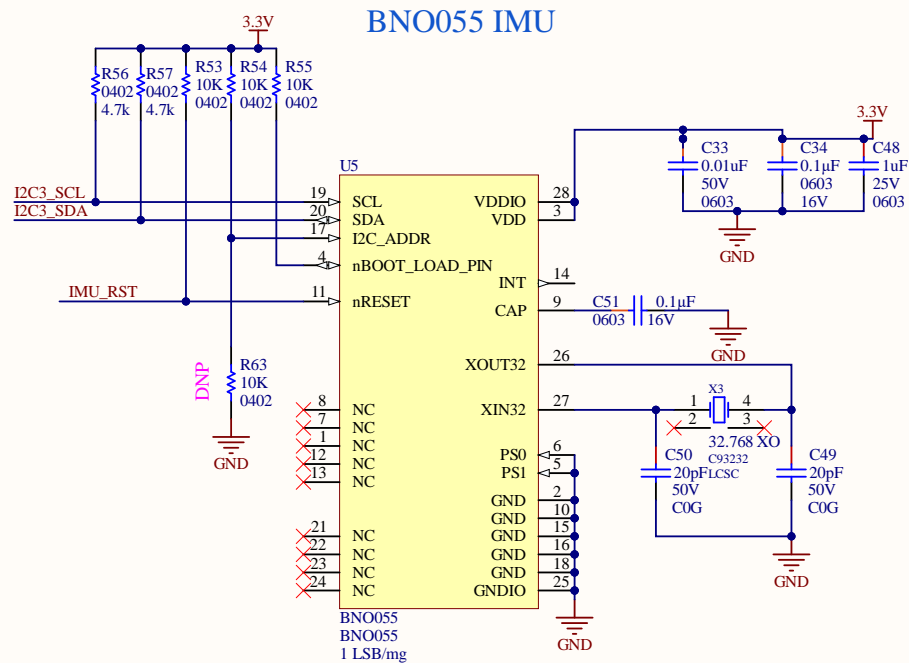 BNO055 IMU
3.3V
R56
0402
4.7k
R57
0402
4.7k
R53
10K
0402
R54
10K
0402
R55
10K
0402
3.3V
C33
0.01uF
50V
0603
C34
0.1µF
0603
16V
C48
1uF
25V
0603
GND
U5
I2C3_SCL
19
SCL
I2C3_SDA
20
SDA
17
I2C_ADDR
4
nBOOT_LOAD_PIN
IMU_RST
11
nRESET
VDDIO
28
VDD
3
INT
14
CAP
9
C51
0603
0.1µF
16V
GND
XOUT32
26
XIN32
27
X3
1
4
2
3
32.768 XO
C93232
LCSC
C50
20pF
50V
C0G
C49
20pF
50V
C0G
GND
DNP
R63
10K
0402
GND
8
NC
7
NC
1
NC
12
NC
13
NC
21
NC
22
NC
23
NC
24
NC
PS0
6
PS1
5
GND
2
GND
10
GND
15
GND
16
GND
18
GNDIO
25
GND
BNO055
BNO055
1 LSB/mg